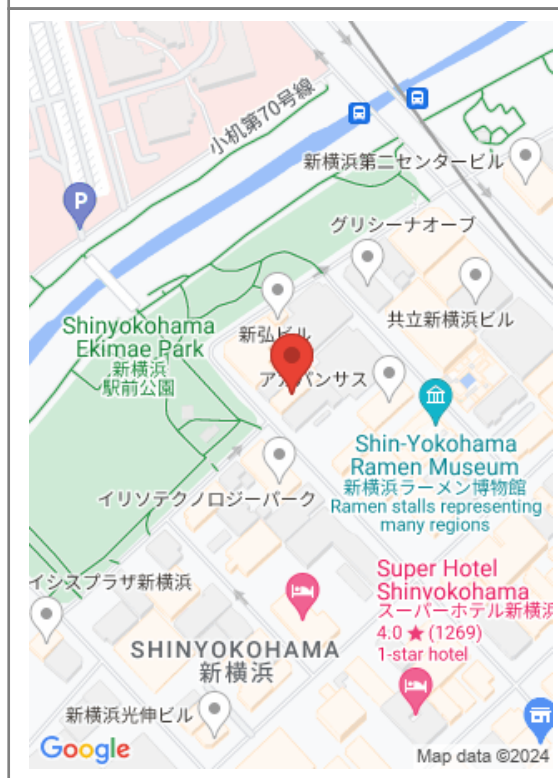 小机第70号線
新横浜第二センタービル
P
グリシーナオーブ
共立新横浜ビル
新弘ビル
Shinyokohama
Ekimae Park
新横浜
駅前公園
パンサス
Shin-Yokohama
Ramen Museum
新横浜ラーメン博物館
Ramen stalls representing
many regions
イリソテクノロジーパーク
イシスプラザ新横浜
Super Hotel
Shinyokohama
スーパーホテル新横浜
4.0 ★ (1269)
1-star hotel
SHINYOKOHAMA
新横浜
新横浜光伸ビル
Google
Map data ©2024